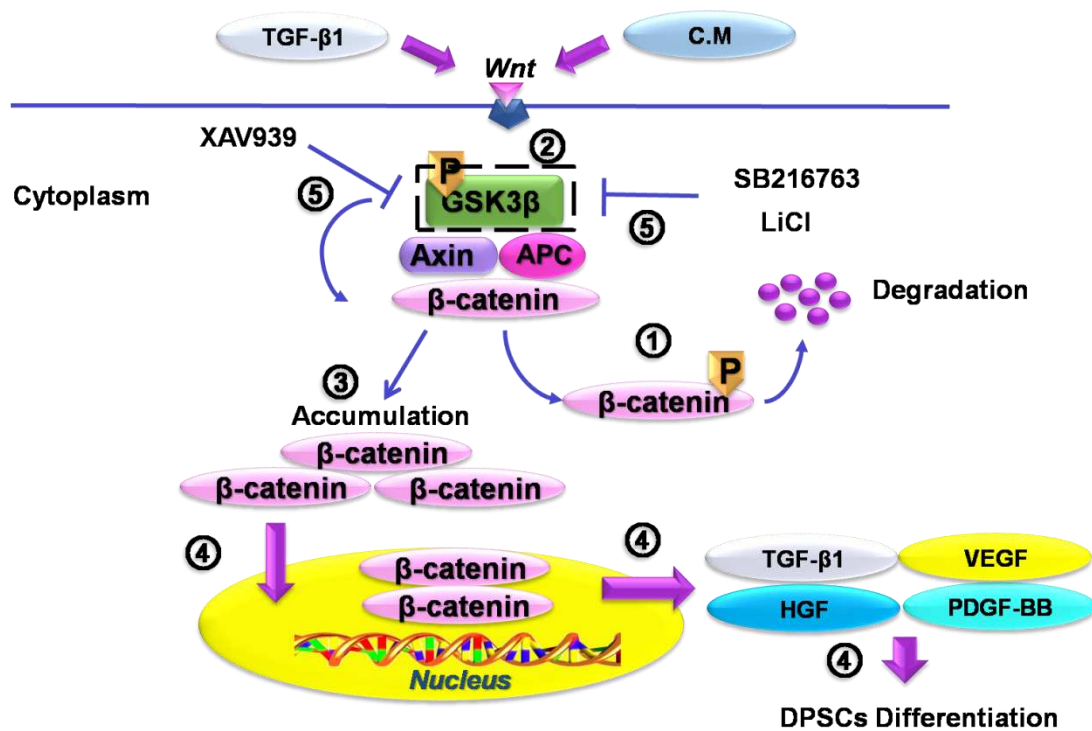 TGF-β1
C.M
Wnt
XAV939
②
P
Cytoplasm
GSK3β
SB216763
⑤
⑤
LiCl
Axin
APC
β-catenin
Degradation
①
P
③
β-catenin
Accumulation
β-catenin
β-catenin
β-catenin
④
④
TGF-β1
VEGF
β-catenin
β-catenin
HGF
PDGF-BB
④
Nucleus
DPSCs Differentiation